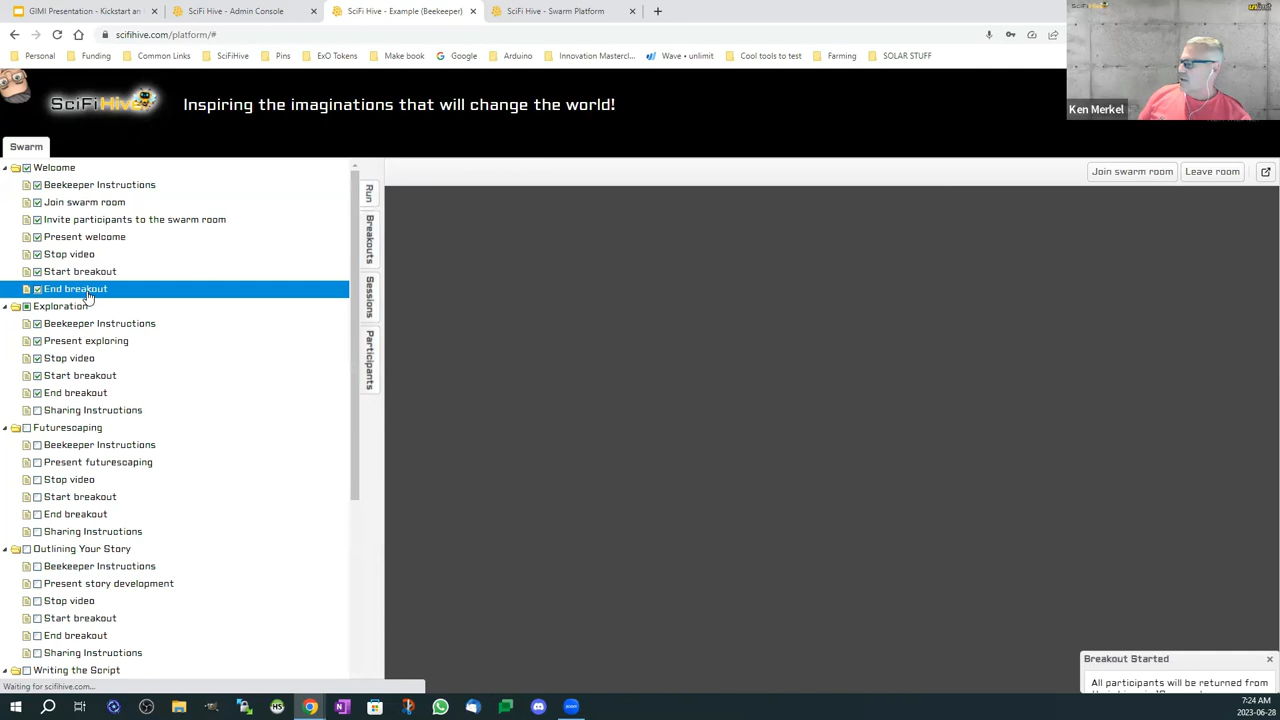 GIMI Presentation - Kickstart an
SciFi Hive - Admin Console
SciFi Hive - Example (Beekeeper)
SciFi Hive - Swarm Platform
scifihive.com/platform/#
Personal
Funding
Common Links
SciFiHive
Pins
ExO Tokens
Make book
Google
Arduino
Innovation Mastercl...
Wave • unlimit
Cool tools to test
Farming
SOLAR STUFF
SciFiHive
Inspiring the imaginations that will change the world!
Ken Merkel
Swarm
Welcome
Beekeeper Instructions
Join swarm room
Invite participants to the swarm room
Present welcome
Stop video
Start breakout
End breakout
Exploration
Beekeeper Instructions
Present exploring
Stop video
Start breakout
End breakout
Sharing Instructions
Futurescaping
Beekeeper Instructions
Present futurescaping
Stop video
Start breakout
End breakout
Sharing Instructions
Outlining Your Story
Beekeeper Instructions
Present story development
Stop video
Start breakout
End breakout
Sharing Instructions
Writing the Script
Run
Breakouts
Sessions
Participants
Join swarm room
Leave room
Breakout Started
All participants will be returned from
Waiting for scifihive.com...
7:24 AM
2023-06-28